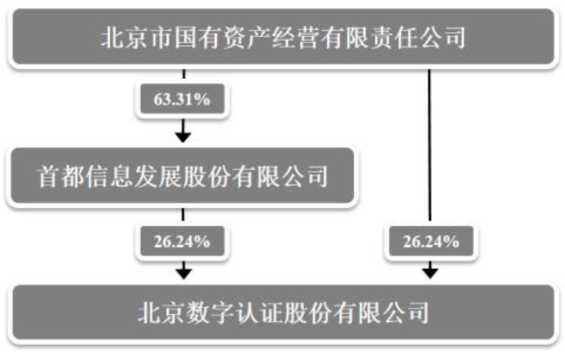 北京市国有资产经营有限责任公司
63.31%
首都信息发展股份有限公司
26.24%
26.24%
北京数字认证股份有限公司